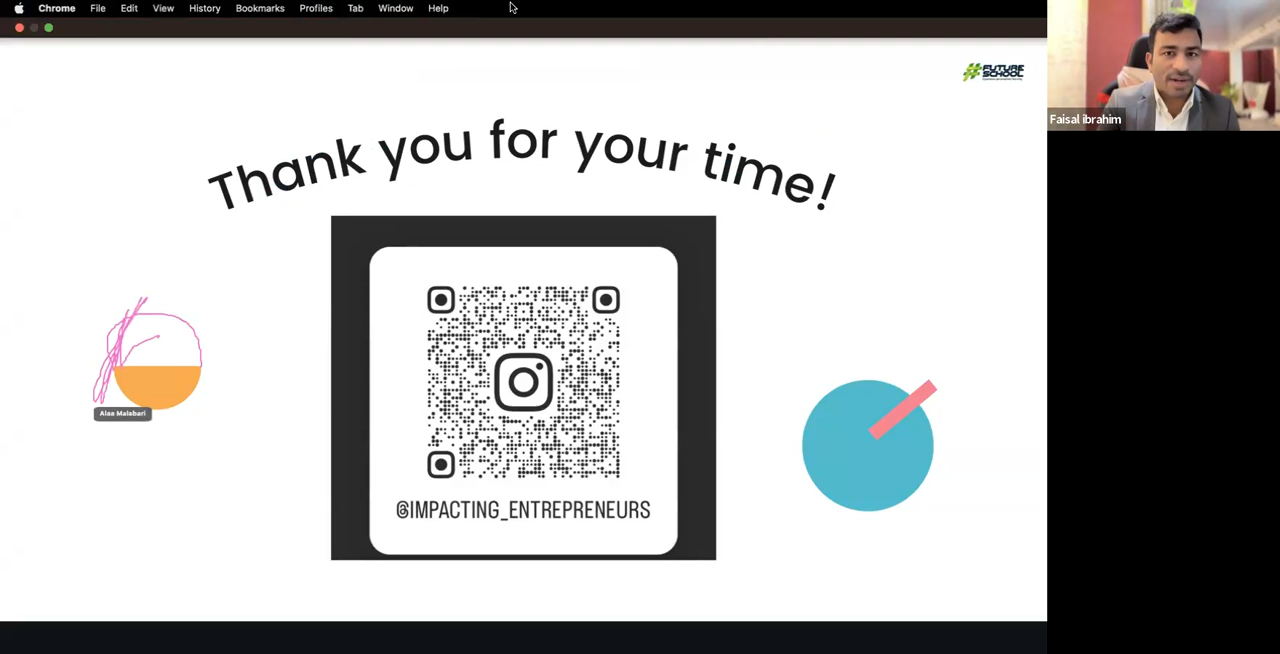 Chrome File Edit View History Bookmarks Profiles Tab Window Help
#FUTURE
SCHOOL
Faisal ibrahim
Thank you for your time!
Alaa Malabari
@IMPACTING_ENTREPRENEURS